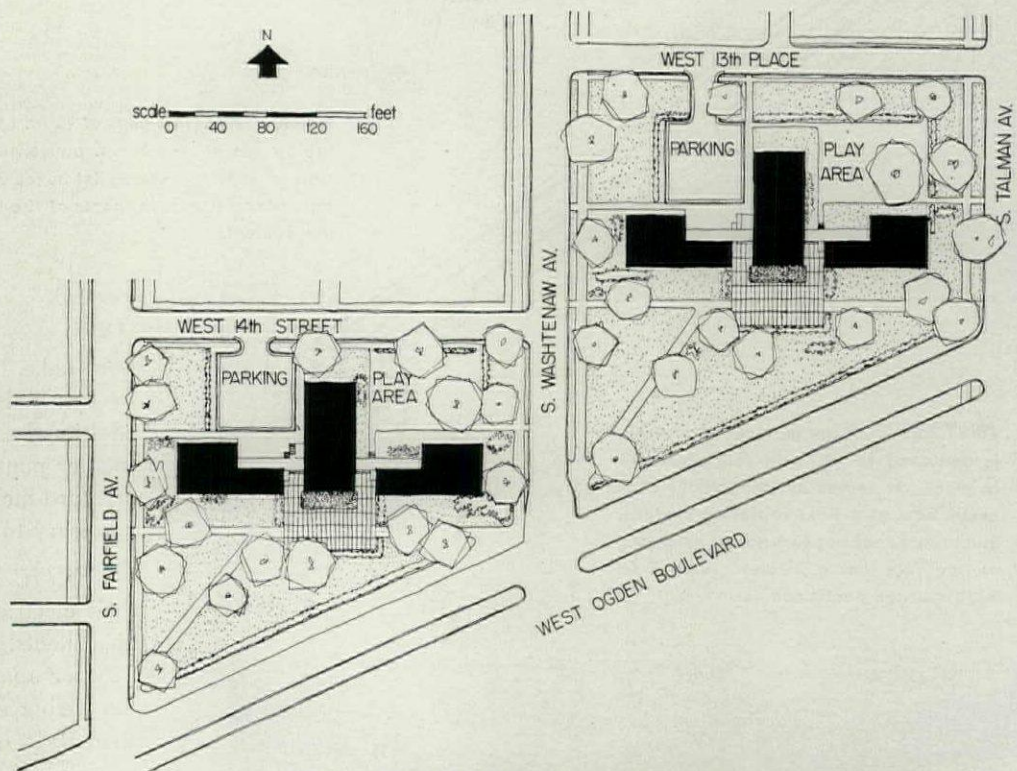 N
scale feet
0 40 80 120 160
WEST 13th PLACE
PARKING
PLAY
AREA
S. TALMAN AV.
S. WASHTENAW AV.
WEST 14th STREET
PARKING
PLAY
AREA
S. FAIRFIELD AV.
WEST OGDEN BOULEVARD